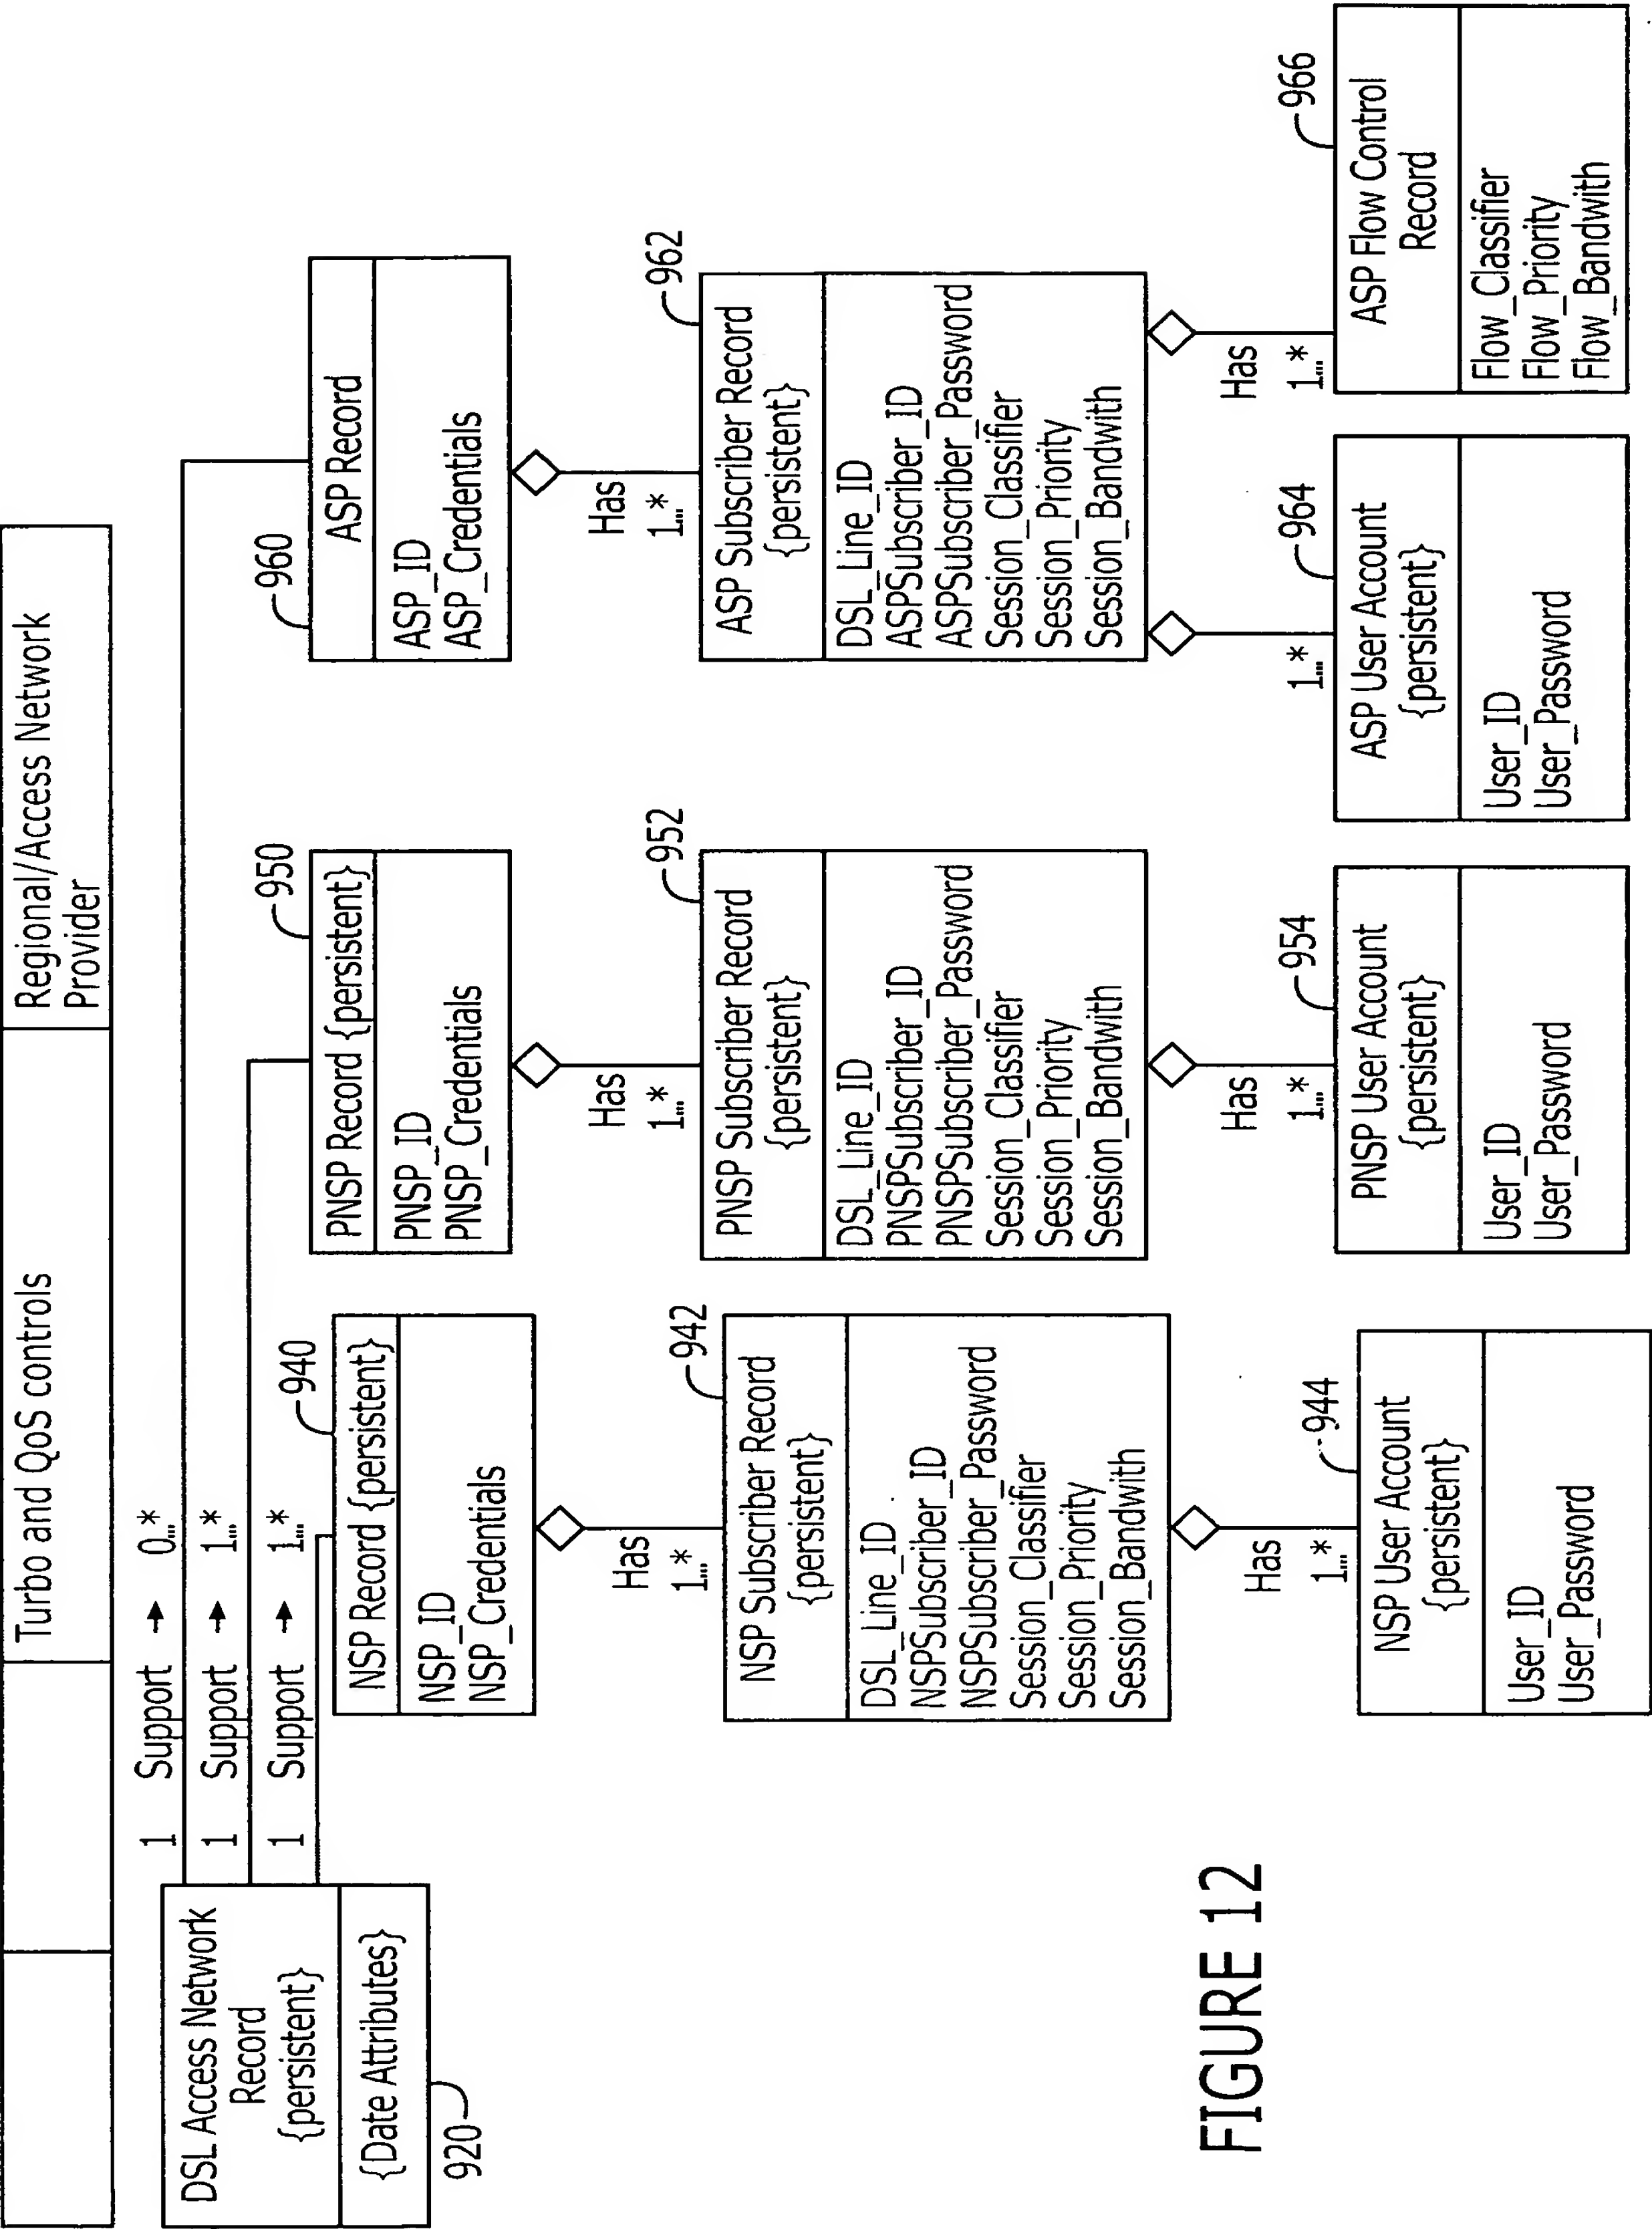 Turbo and QoS controls
Regional/Access Network
Provider
1 Support → 0...*
1 Support → 1...*
1 Support → 1...*
DSL Access Network
Record
{persistent}
{Date Attributes}
920
940
NSP Record {persistent}
NSP_ID
NSP_Credentials
950
PNSP Record {persistent}
PNSP_ID
PNSP_Credentials
960
ASP Record
ASP_ID
ASP_Credentials
Has
1...*
Has
1...*
Has
1...*
942
NSP Subscriber Record
{persistent}
DSL_Line_ID
NSPSubscriber_ID
NSPSubscriber_Password
Session_Classifier
Session_Priority
Session_Bandwith
952
PNSP Subscriber Record
{persistent}
DSL_Line_ID
PNSPSubscriber_ID
PNSPSubscriber_Password
Session_Classifier
Session_Priority
Session_Bandwith
962
ASP Subscriber Record
{persistent}
DSL_Line_ID
ASPSubscriber_ID
ASPSubscriber_Password
Session_Classifier
Session_Priority
Session_Bandwith
Has
1...*
Has
1...*
1...*
Has
1...*
944
NSP User Account
{persistent}
User_ID
User_Password
954
PNSP User Account
{persistent}
User_ID
User_Password
964
ASP User Account
{persistent}
User_ID
User_Password
966
ASP Flow Control
Record
Flow_Classifier
Flow_Priority
Flow_Bandwith
FIGURE 12